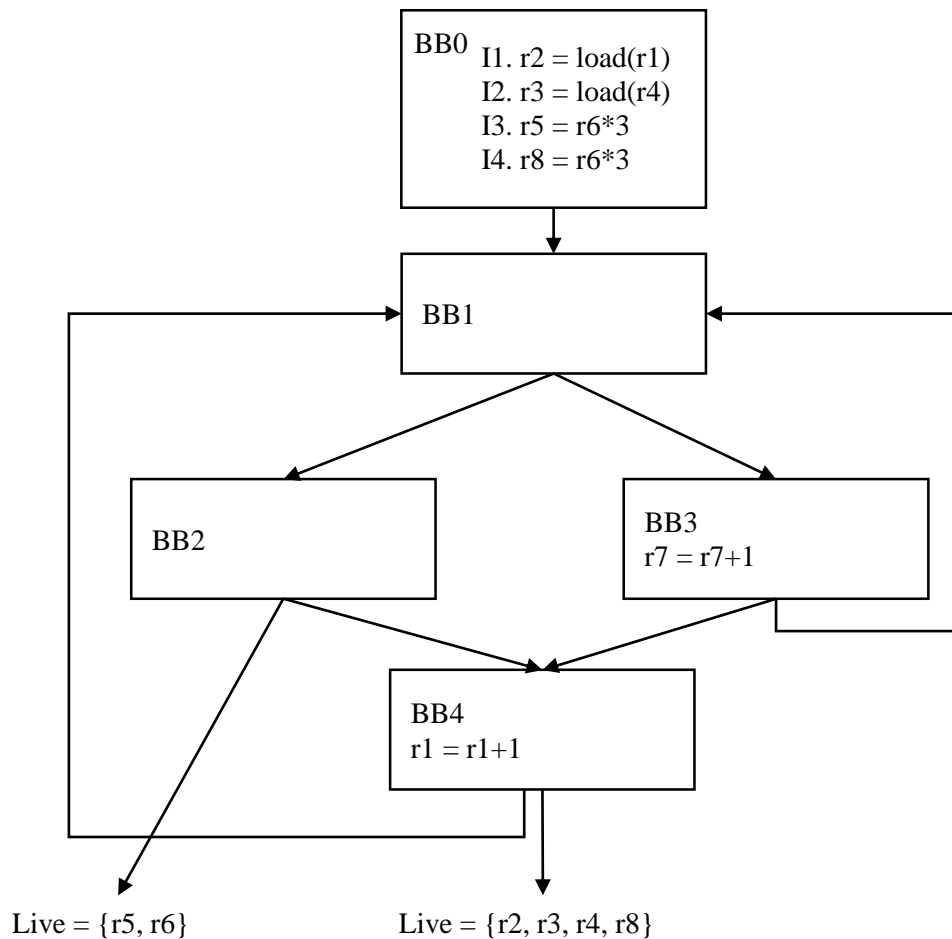 BB0
I1. r2 = load(r1)
I2. r3 = load(r4)
I3. r5 = r6*3
I4. r8 = r6*3
BB1
BB2
BB3
r7 = r7+1
BB4
r1 = r1+1
Live = {r5, r6}
Live = {r2, r3, r4, r8}